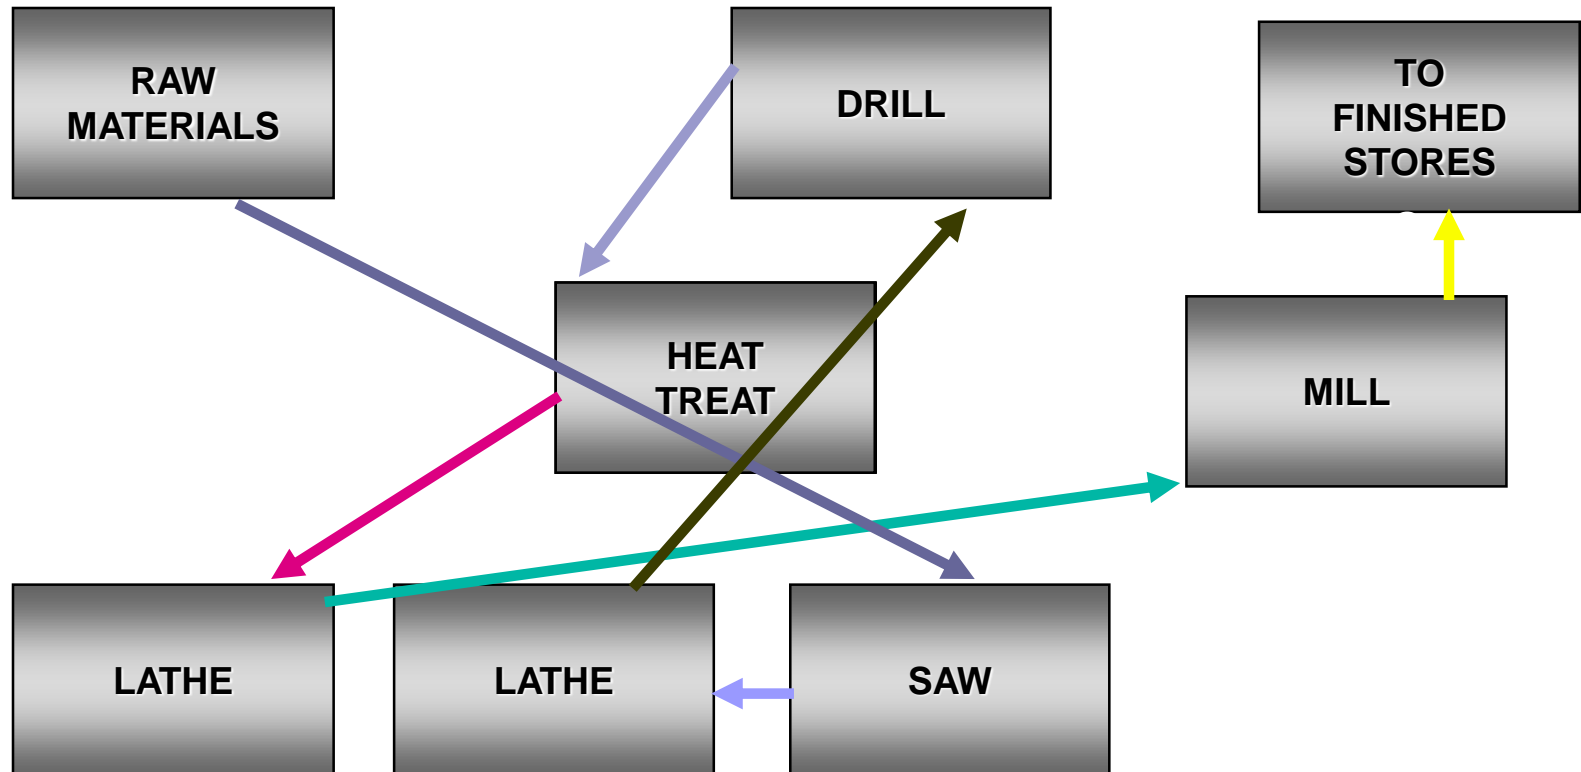 RAW
MATERIALS
DRILL
TO
FINISHED
STORES
HEAT
TREAT
MILL
LATHE
LATHE
SAW